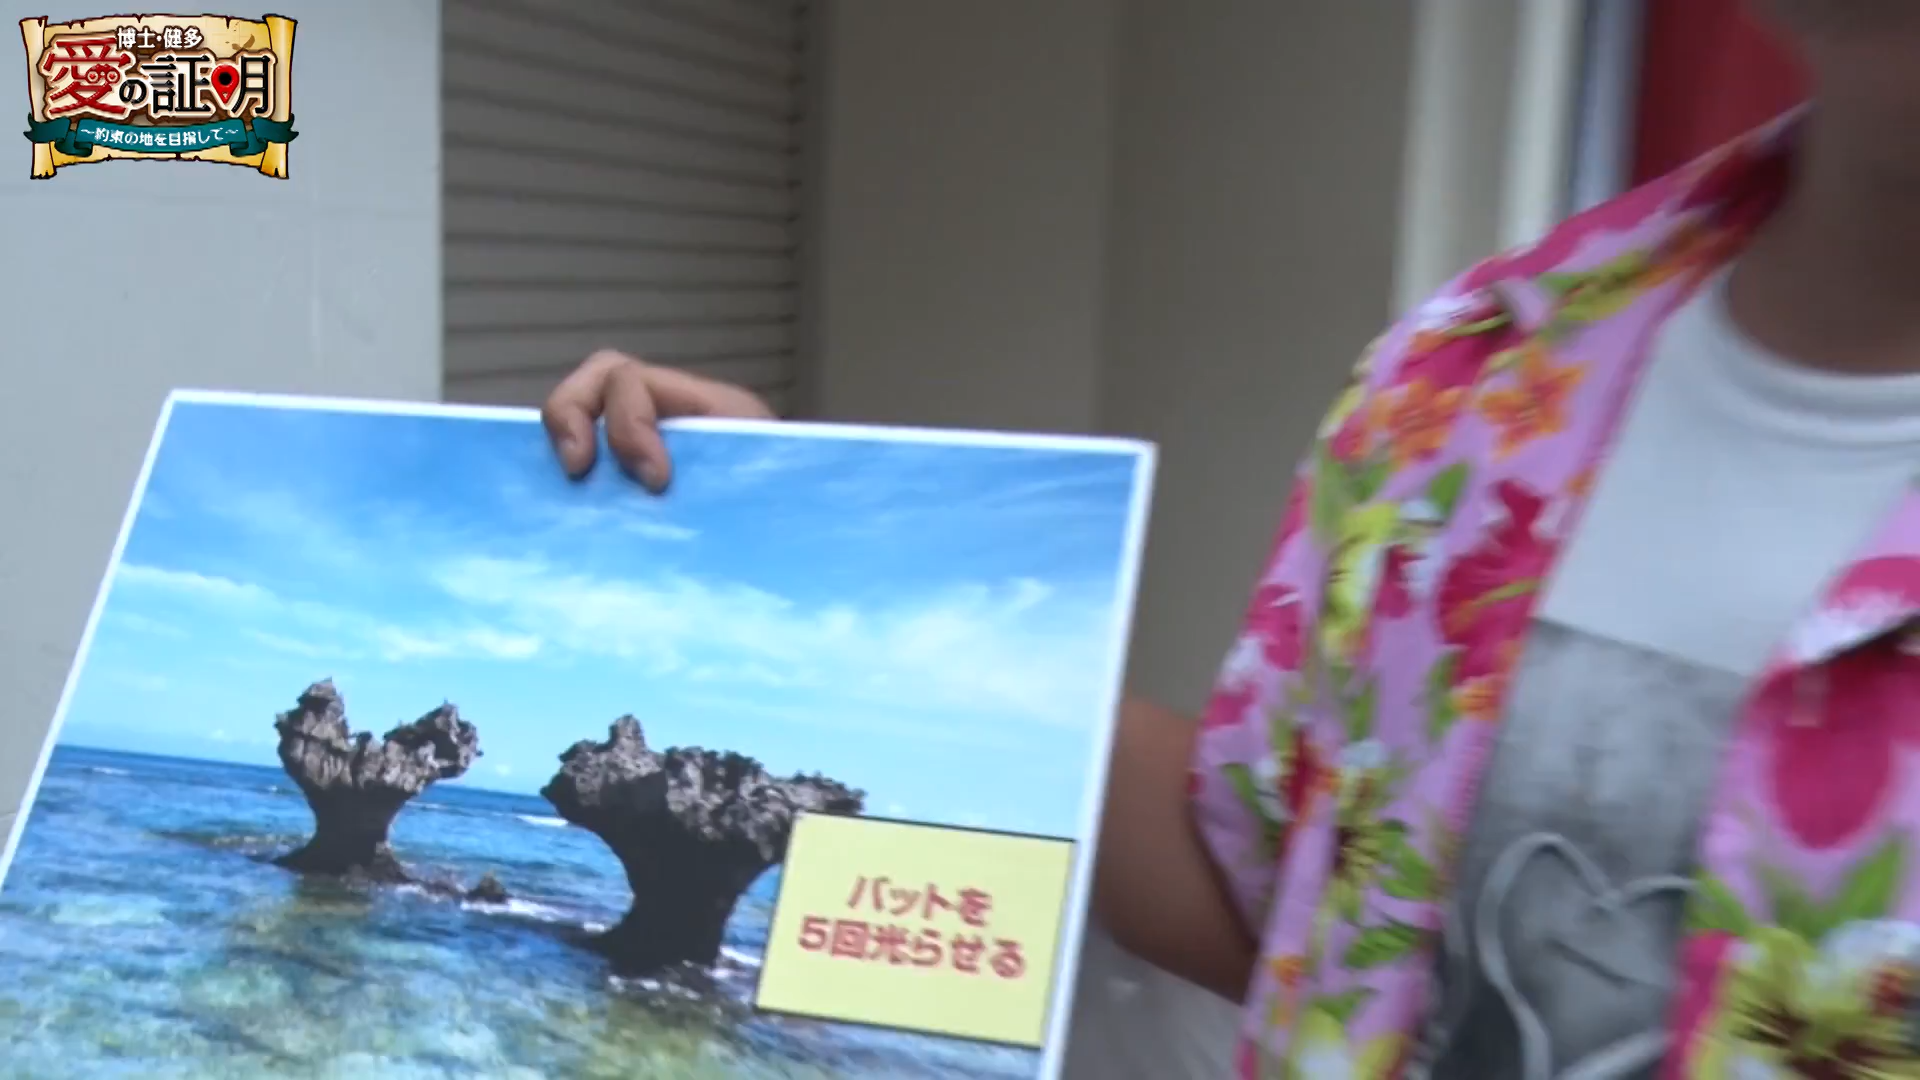 博士・健多
愛の証明
～約束の地を目指して～
バットを
5回光らせる